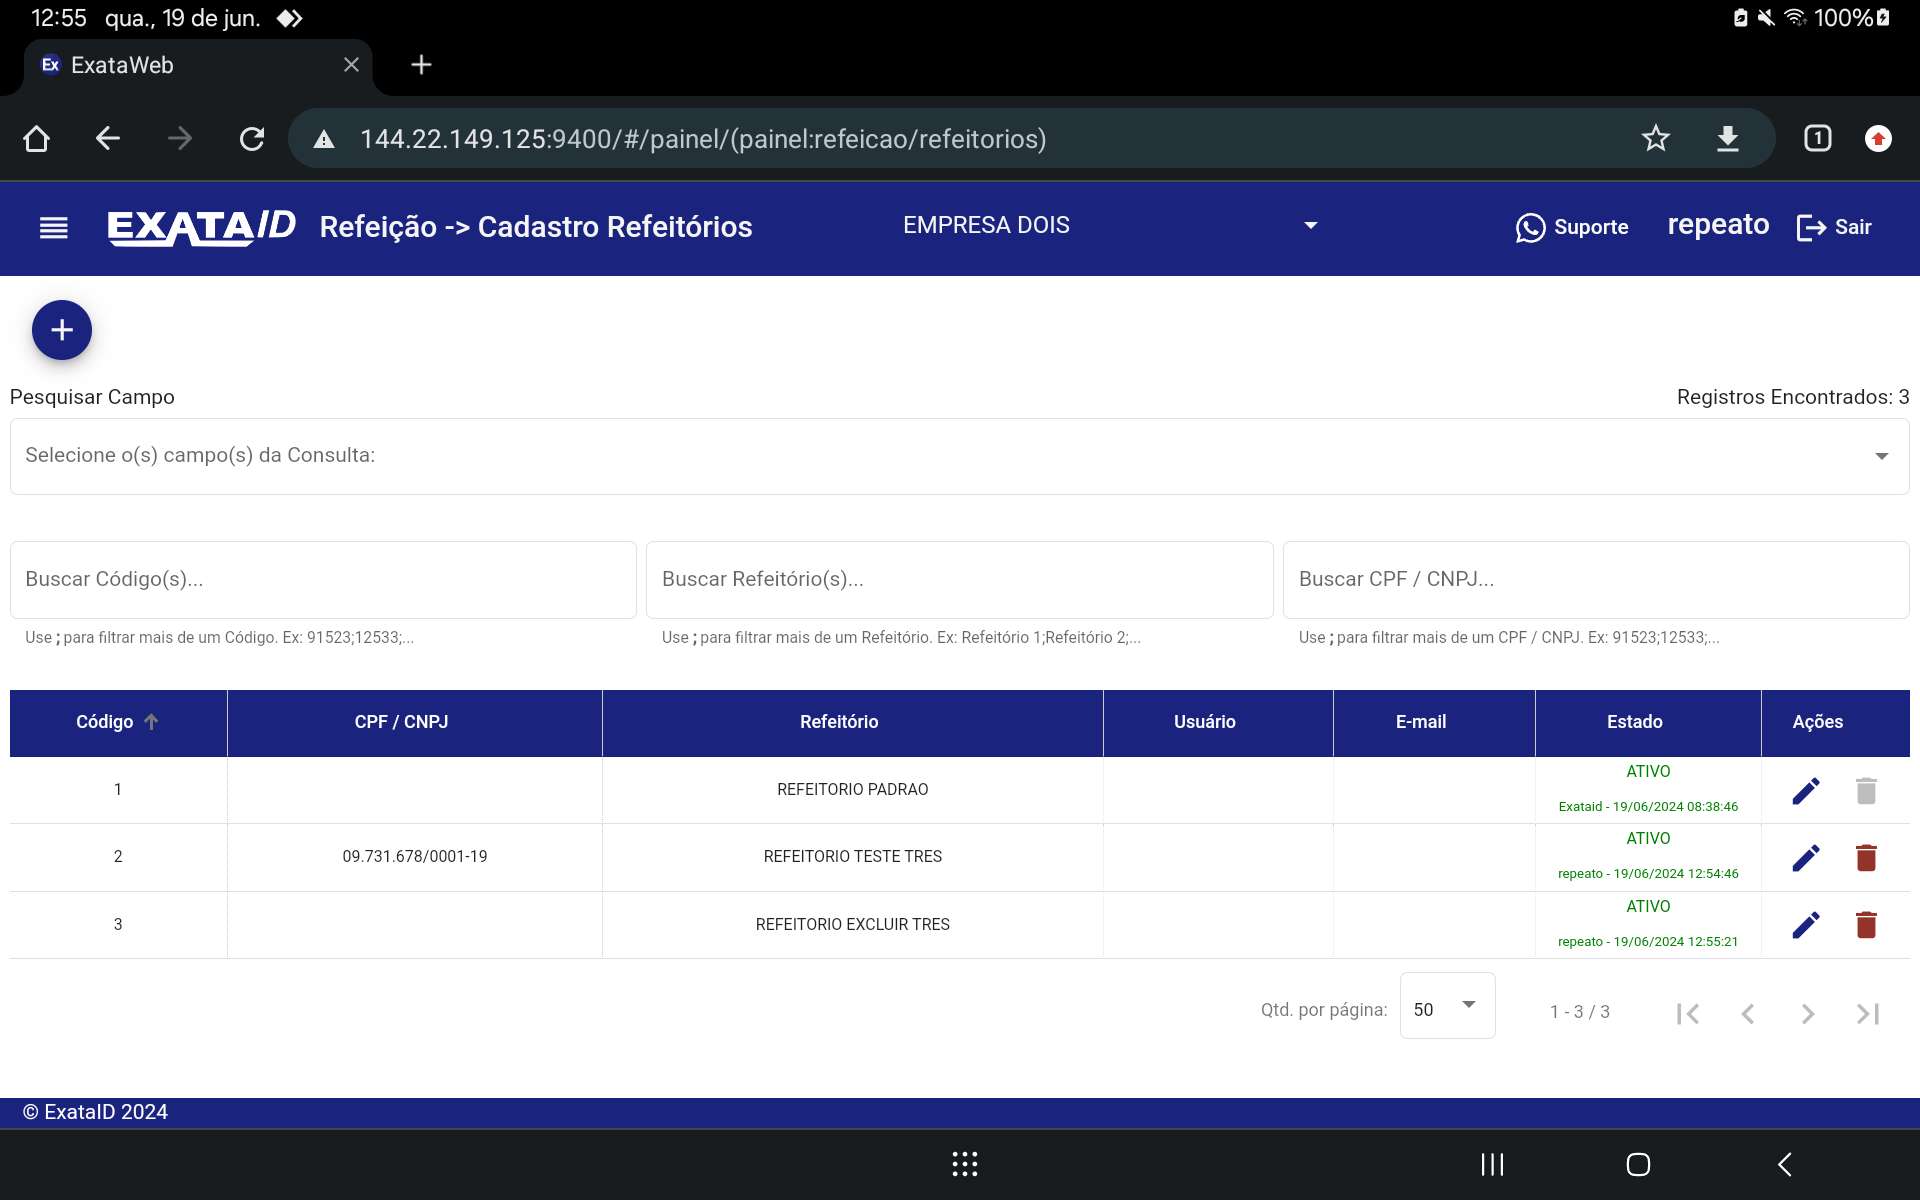 12:55 qua., 19 de jun. 100%
Ex ExataWeb
144.22.149.125:9400/#/painel/(painel:refeicao/refeitorios) 1
EXATAID Refeição -> Cadastro Refeitórios EMPRESA DOIS Suporte repeato Sair
Pesquisar Campo Registros Encontrados: 3
Selecione o(s) campo(s) da Consulta:
Buscar Código(s)... Buscar Refeitório(s)... Buscar CPF / CNPJ...
Use ; para filtrar mais de um Código. Ex: 91523;12533;... Use ; para filtrar mais de um Refeitório. Ex: Refeitório 1;Refeitório 2;... Use ; para filtrar mais de um CPF / CNPJ. Ex: 91523;12533;...
Código CPF / CNPJ Refeitório Usuário E-mail Estado Ações
1 REFEITORIO PADRAO ATIVO
Exataid - 19/06/2024 08:38:46
2 09.731.678/0001-19 REFEITORIO TESTE TRES ATIVO
repeato - 19/06/2024 12:54:46
3 REFEITORIO EXCLUIR TRES ATIVO
repeato - 19/06/2024 12:55:21
Qtd. por página: 50 1 - 3 / 3
© ExataID 2024